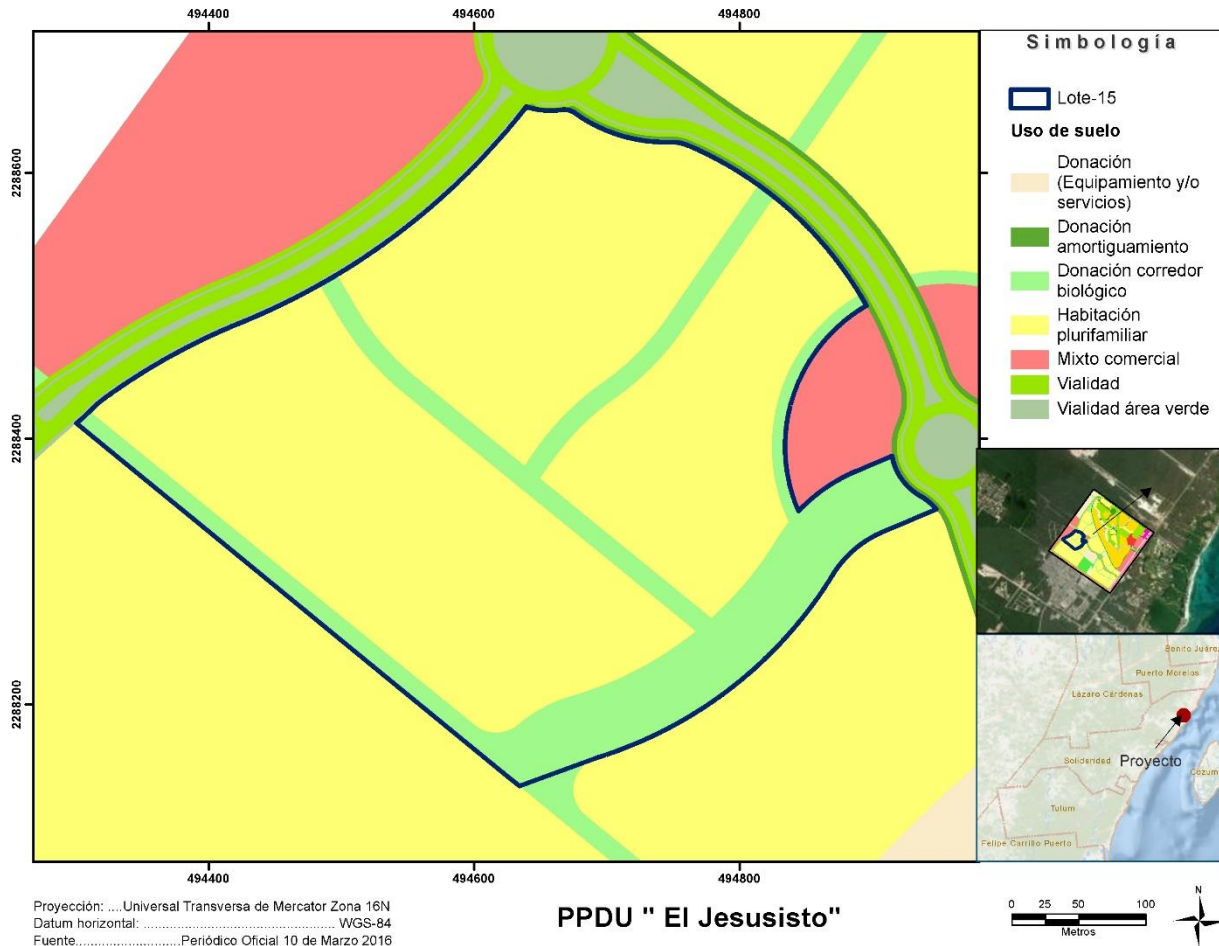 494400 494600 494800
2288600
2288400
2288200
494400 494600 494800
Simbología
Lote-15
Uso de suelo
Donación
(Equipamiento y/o
servicios)
Donación
amortiguamiento
Donación corredor
biológico
Habitación
plurifamiliar
Mixto comercial
Vialidad
Vialidad área verde
Benito Juárez
Puerto Morelos
Lázaro Cárdenas
Proyecto
Solidaridad
Cozum
Tulum
Felipe Carrillo Puerto
Proyección: ....Universal Transversa de Mercator Zona 16N
Datum horizontal: ................................................WGS-84
Fuente.........................Periódico Oficial 10 de Marzo 2016
PPDU " El Jesusisto"
0 25 50 100
Metros
N